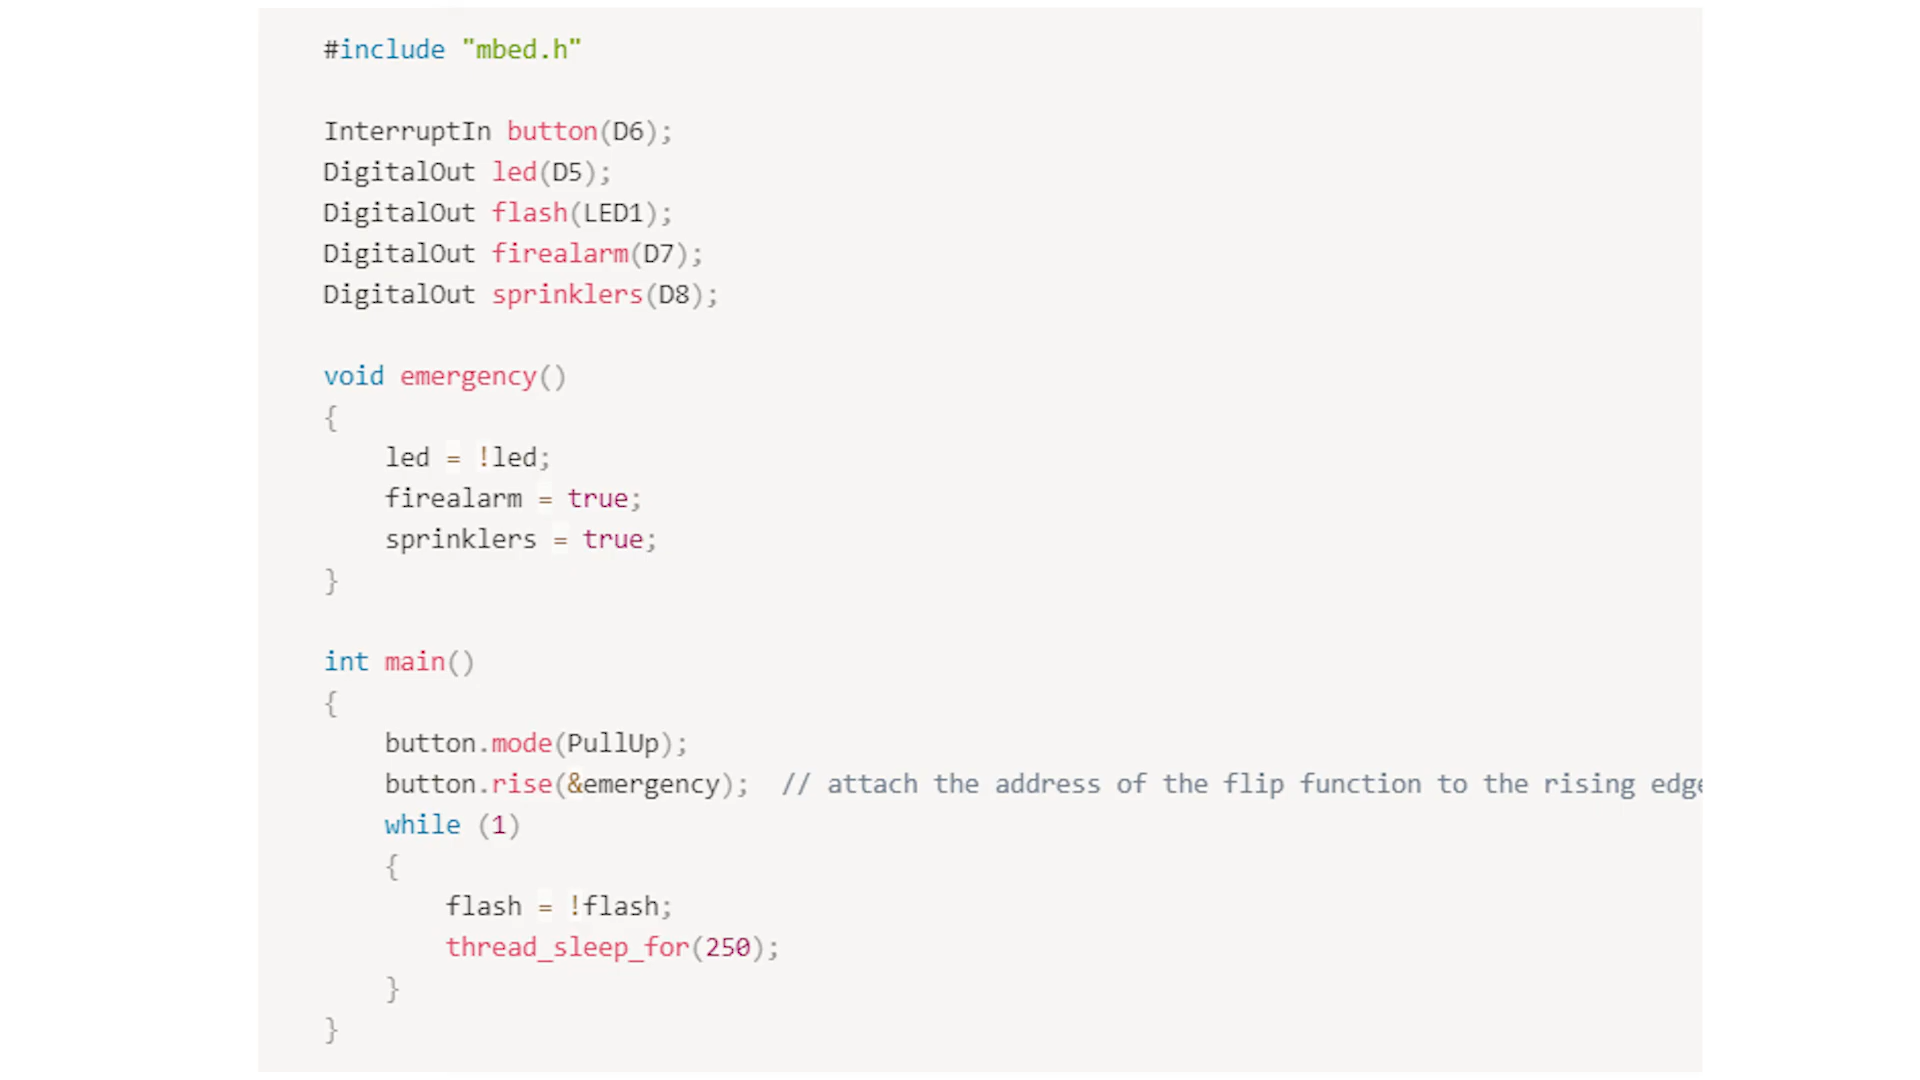 #include "mbed.h"
InterruptIn button(D6);
DigitalOut led(D5);
DigitalOut flash(LED1);
DigitalOut firealarm(D7);
DigitalOut sprinklers(D8);
void emergency()
{
    led = !led;
    firealarm = true;
    sprinklers = true;
}
int main()
{
    button.mode(PullUp);
    button.rise(&emergency);  // attach the address of the flip function to the rising edge
    while (1)
    {
        flash = !flash;
        thread_sleep_for(250);
    }
}